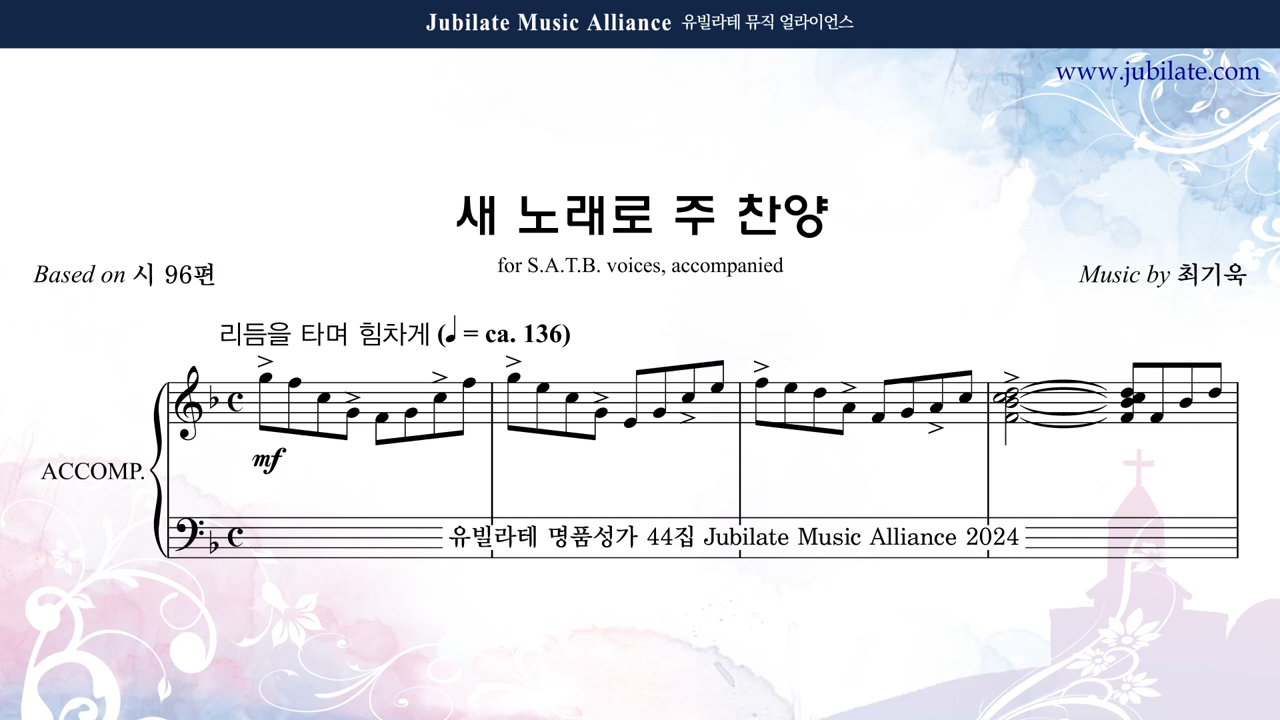 Jubilate Music Alliance 유빌라테 뮤직 얼라이언스
www.jubilate.com
새 노래로 주 찬양
for S.A.T.B. voices, accompanied
Based on 시 96편
Music by 최기욱
리듬을 타며 힘차게 (♩ = ca. 136)
mf
ACCOMP.
유빌라테 명품성가 44집 Jubilate Music Alliance 2024